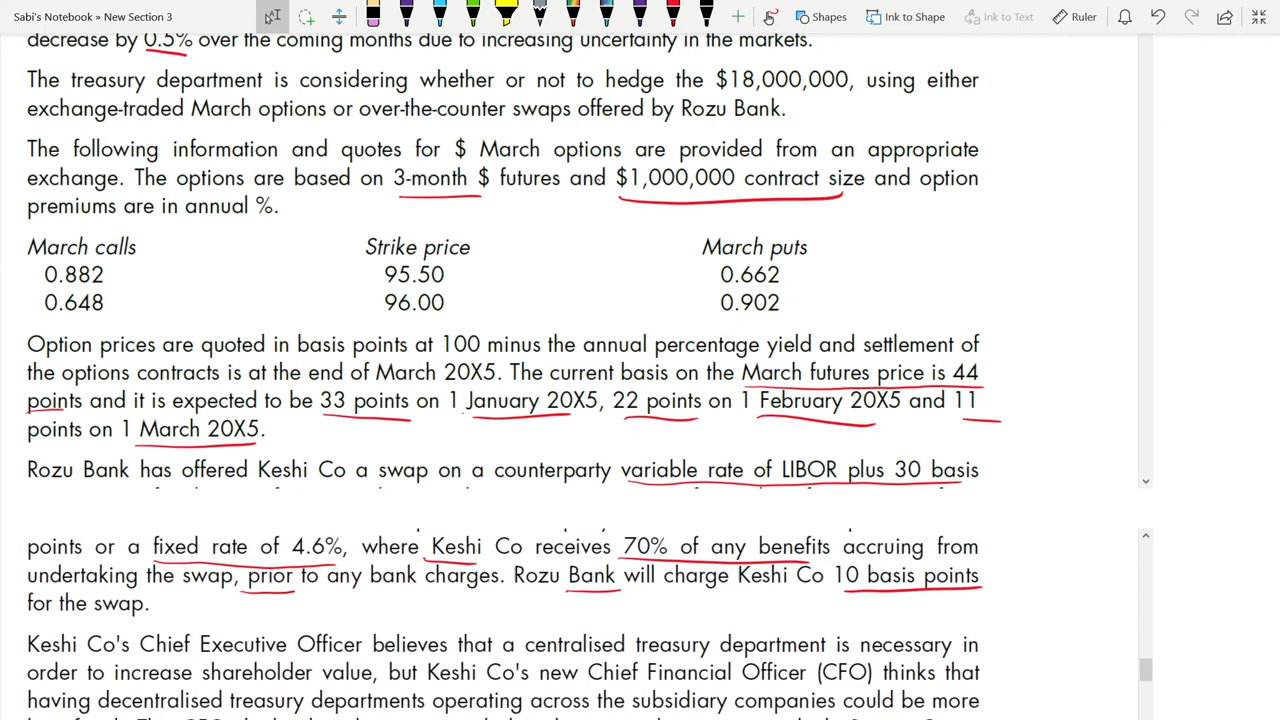 Sabi's Notebook » New Section 3
Shapes
Ink to Shape
Ink to Text
Ruler
decrease by 0.5% over the coming months due to increasing uncertainty in the markets.
The treasury department is considering whether or not to hedge the $18,000,000, using either
exchange-traded March options or over-the-counter swaps offered by Rozu Bank.
The following information and quotes for $ March options are provided from an appropriate
exchange. The options are based on 3-month $ futures and $1,000,000 contract size and option
premiums are in annual %.
March calls Strike price March puts
0.882 95.50 0.662
0.648 96.00 0.902
Option prices are quoted in basis points at 100 minus the annual percentage yield and settlement of
the options contracts is at the end of March 20X5. The current basis on the March futures price is 44
points and it is expected to be 33 points on 1 January 20X5, 22 points on 1 February 20X5 and 11
points on 1 March 20X5.
Rozu Bank has offered Keshi Co a swap on a counterparty variable rate of LIBOR plus 30 basis
points or a fixed rate of 4.6%, where Keshi Co receives 70% of any benefits accruing from
undertaking the swap, prior to any bank charges. Rozu Bank will charge Keshi Co 10 basis points
for the swap.
Keshi Co's Chief Executive Officer believes that a centralised treasury department is necessary in
order to increase shareholder value, but Keshi Co's new Chief Financial Officer (CFO) thinks that
having decentralised treasury departments operating across the subsidiary companies could be more